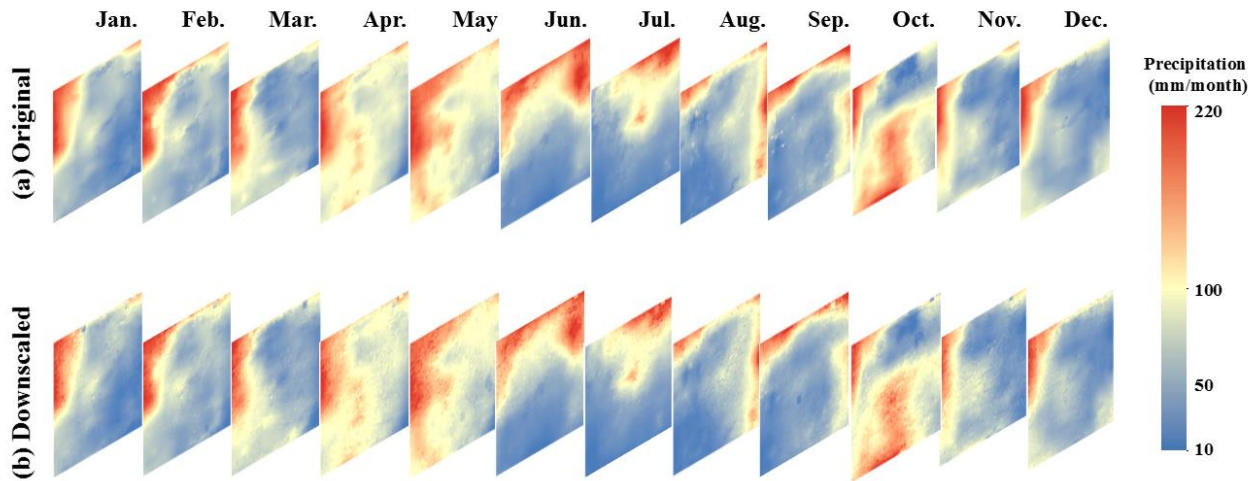 Jan. Feb. Mar. Apr. May Jun. Jul. Aug. Sep. Oct. Nov. Dec.
(a) Original
Precipitation
(mm/month)
220
100
50
10
(b) Downscaled